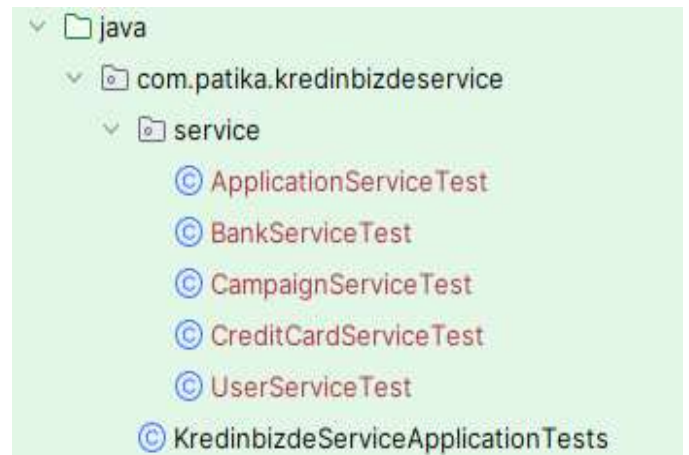 java
com.patika.kredinbizdeservice
service
ApplicationServiceTest
BankServiceTest
CampaignServiceTest
CreditCardServiceTest
UserServiceTest
KredinbizdeServiceApplicationTests